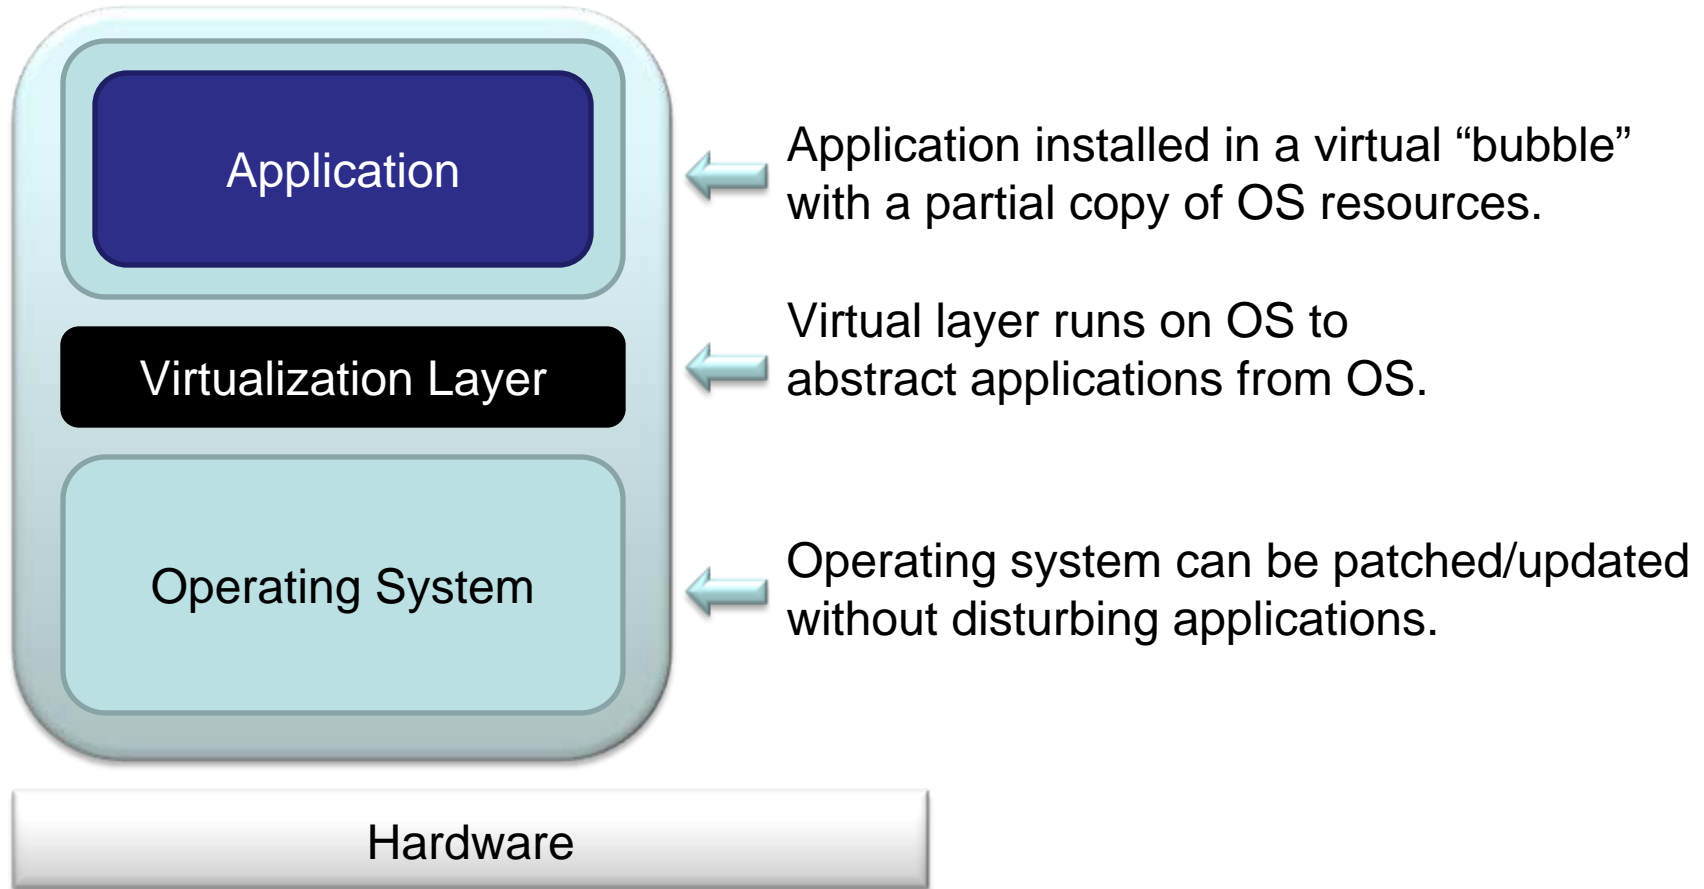 Application
Application installed in a virtual “bubble”
with a partial copy of OS resources.
Virtualization Layer
Virtual layer runs on OS to
abstract applications from OS.
Operating System
Operating system can be patched/updated
without disturbing applications.
Hardware